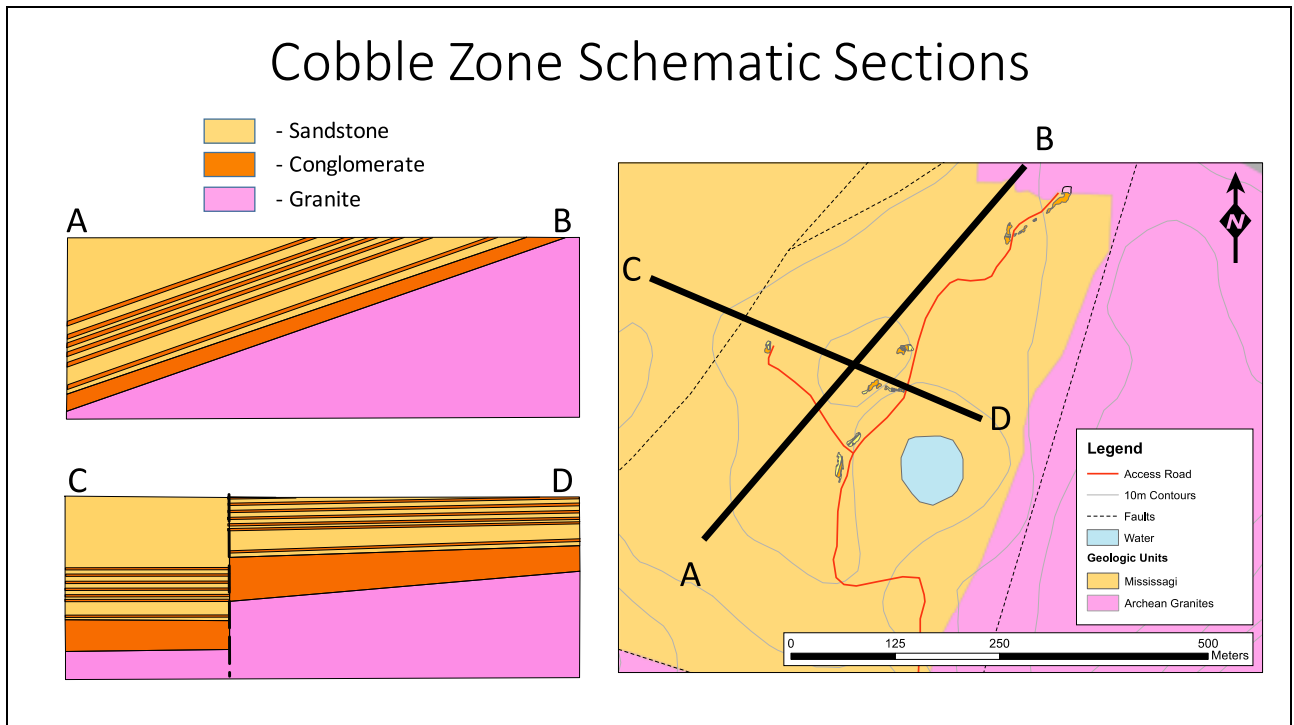 Cobble Zone Schematic Sections
- Sandstone
- Conglomerate
- Granite
A
B
C
D
B
N
C
D
A
Legend
Access Road
10m Contours
Faults
Water
Geologic Units
Mississagi
Archean Granites
0 125 250 500
Meters